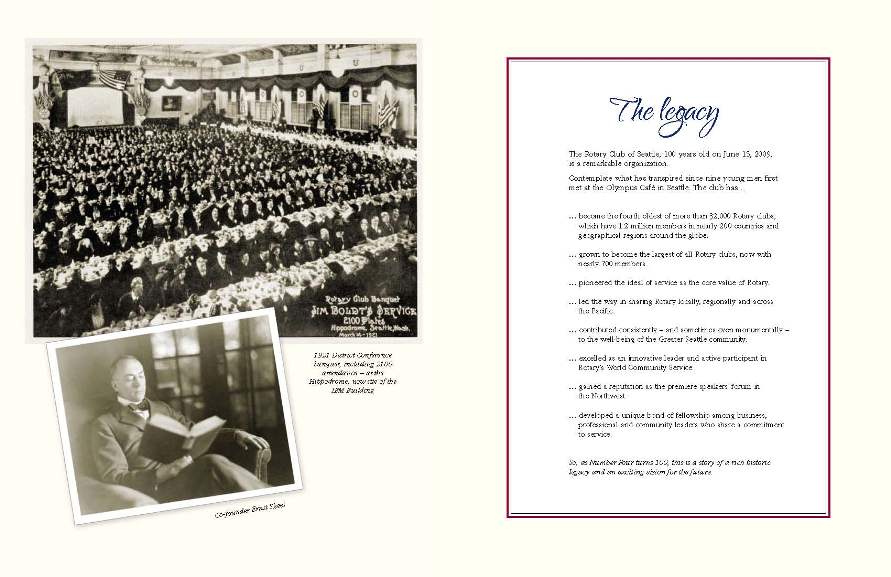 Rotary Club Banquet
JIM BOLDT'S SERVICE
2100 Plates
Hippodrome, Seattle, Wash.
March 14 - 1921
1921 District Conference
banquet, including 2100
attendees – at the
Hippodrome, now site of the
IBM Building
Co-founder Ernst Skeel
The legacy
The Rotary Club of Seattle, 100 years old on June 15, 2009,
is a remarkable organization.
Contemplate what has transpired since nine young men first
met at the Olympus Café in Seattle. The club has ...
... become the fourth oldest of more than 32,000 Rotary clubs,
which have 1.2 million members in nearly 200 countries and
geographical regions around the globe.
... grown to become the largest of all Rotary clubs, now with
nearly 700 members.
... pioneered the ideal of service as the core value of Rotary.
... led the way in sharing Rotary locally, regionally and across
the Pacific.
... contributed consistently – and sometimes even monumentally –
to the well-being of the Greater Seattle community.
... excelled as an innovative leader and active participant in
Rotary's World Community Service
... gained a reputation as the premiere speakers forum in
the Northwest.
... developed a unique bond of fellowship among business,
professional and community leaders who share a commitment
to service.
So, as Number Four turns 100, this is a story of a rich historic
legacy and an exciting vision for the future.